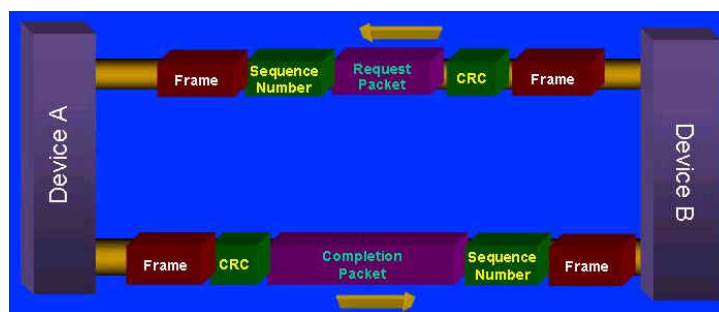 Device A
Frame
Sequence
Number
Request
Packet
CRC
Frame
Device B
Frame
CRC
Completion
Packet
Sequence
Number
Frame